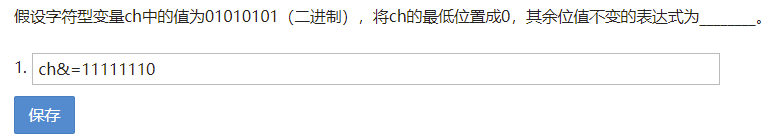 假设字符型变量ch中的值为01010101（二进制），将ch的最低位置成0，其余位值不变的表达式为________。
1. ch&=11111110
保存